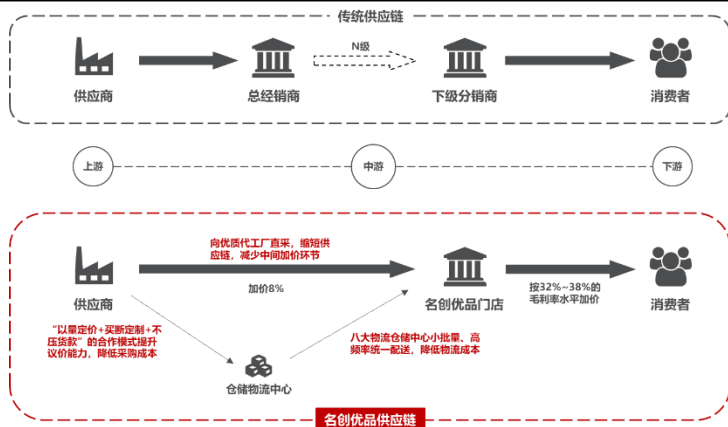 传统供应链
N级
供应商
总经销商
下级分销商
消费者
上游
中游
下游
向优质代工厂直采，缩短供
应链，减少中间加价环节
加价8%
按32%~38%的
毛利率水平加价
供应商
名创优品门店
消费者
“以量定价+买断定制+不
压货款”的合作模式提升
议价能力，降低采购成本
八大物流仓储中心小批量、高
频率统一配送，降低物流成本
仓储物流中心
名创优品供应链